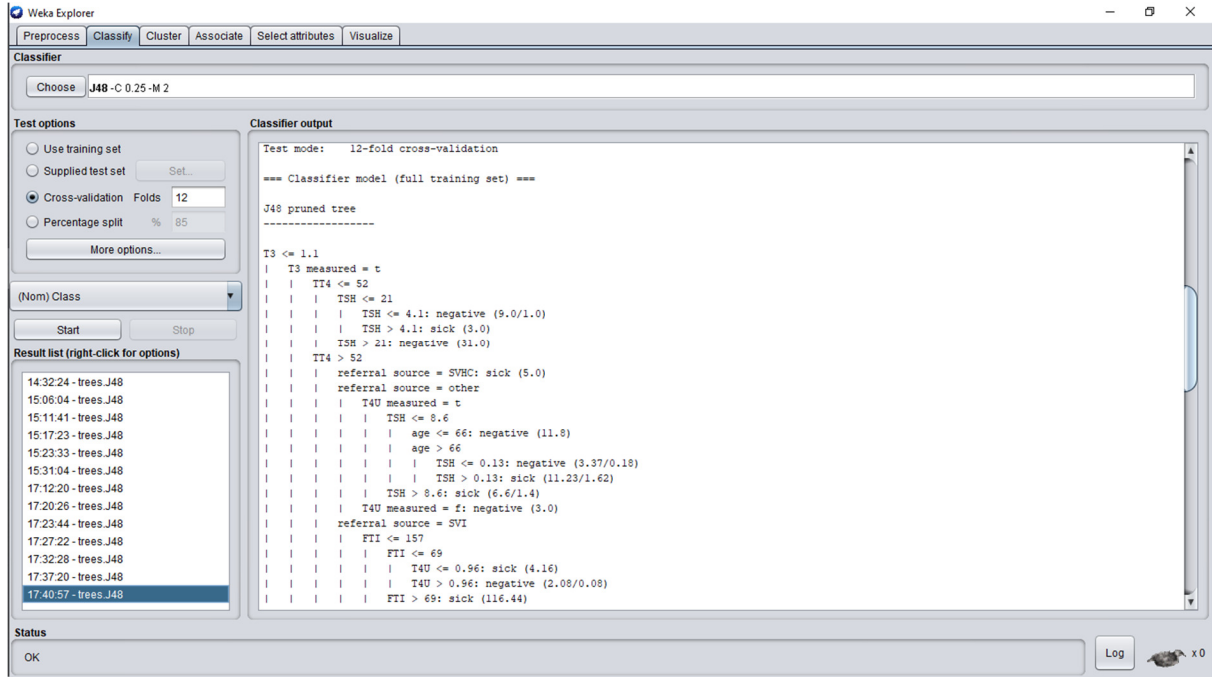 Weka Explorer
Preprocess Classify Cluster Associate Select attributes Visualize
Classifier
Choose J48 -C 0.25 -M 2
Test options
Use training set
Supplied test set Set...
Cross-validation Folds 12
Percentage split % 85
More options...
(Nom) Class
Start Stop
Result list (right-click for options)
14:32:24 - trees.J48
15:06:04 - trees.J48
15:11:41 - trees.J48
15:17:23 - trees.J48
15:23:33 - trees.J48
15:31:04 - trees.J48
17:12:20 - trees.J48
17:20:26 - trees.J48
17:23:44 - trees.J48
17:27:22 - trees.J48
17:32:28 - trees.J48
17:37:20 - trees.J48
17:40:57 - trees.J48
Classifier output
Test mode:    12-fold cross-validation
=== Classifier model (full training set) ===
J48 pruned tree
------------------
T3 <= 1.1
|   T3 measured = t
|   |   TT4 <= 52
|   |   |   TSH <= 21
|   |   |   |   TSH <= 4.1: negative (9.0/1.0)
|   |   |   |   TSH > 4.1: sick (3.0)
|   |   |   TSH > 21: negative (31.0)
|   |   TT4 > 52
|   |   |   referral source = SVHC: sick (5.0)
|   |   |   referral source = other
|   |   |   |   T4U measured = t
|   |   |   |   |   TSH <= 8.6
|   |   |   |   |   |   age <= 66: negative (11.8)
|   |   |   |   |   |   age > 66
|   |   |   |   |   |   |   TSH <= 0.13: negative (3.37/0.18)
|   |   |   |   |   |   |   TSH > 0.13: sick (11.23/1.62)
|   |   |   |   |   TSH > 8.6: sick (6.6/1.4)
|   |   |   |   T4U measured = f: negative (3.0)
|   |   |   referral source = SVI
|   |   |   |   FTI <= 157
|   |   |   |   |   FTI <= 69
|   |   |   |   |   |   T4U <= 0.96: sick (4.16)
|   |   |   |   |   |   T4U > 0.96: negative (2.08/0.08)
|   |   |   |   |   FTI > 69: sick (116.44)
Status
OK
Log
x 0